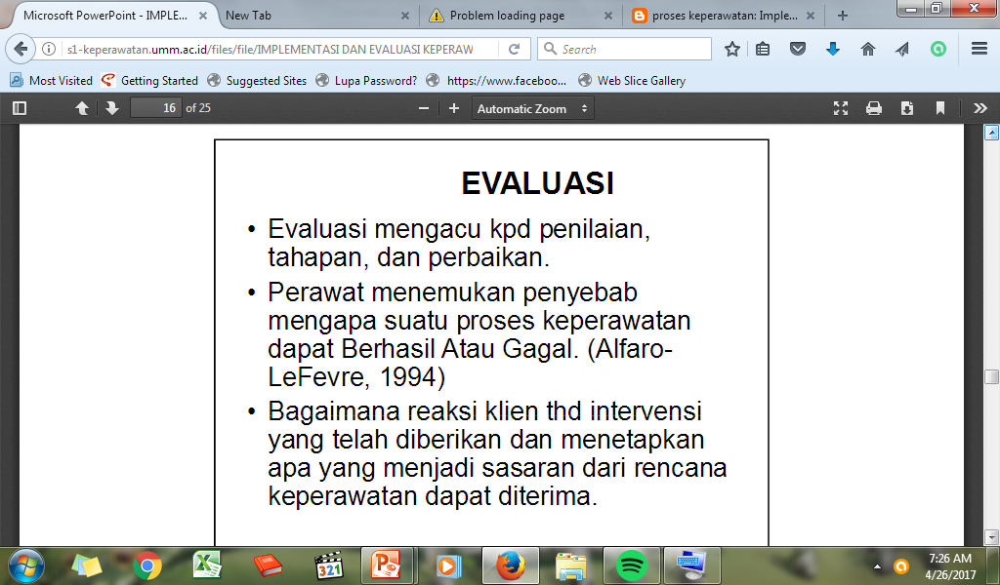 Microsoft PowerPoint - IMPLE...
New Tab
Problem loading page
proses keperawatan: Imple...
s1-keperawatan.umm.ac.id/files/file/IMPLEMENTASI DAN EVALUASI KEPERAW
Search
Most Visited
Getting Started
Suggested Sites
Lupa Password?
https://www.faceboo...
Web Slice Gallery
16 of 25
Automatic Zoom
EVALUASI
• Evaluasi mengacu kpd penilaian,
tahapan, dan perbaikan.
• Perawat menemukan penyebab
mengapa suatu proses keperawatan
dapat Berhasil Atau Gagal. (Alfaro-
LeFevre, 1994)
• Bagaimana reaksi klien thd intervensi
yang telah diberikan dan menetapkan
apa yang menjadi sasaran dari rencana
keperawatan dapat diterima.
321
7:26 AM
4/26/2017